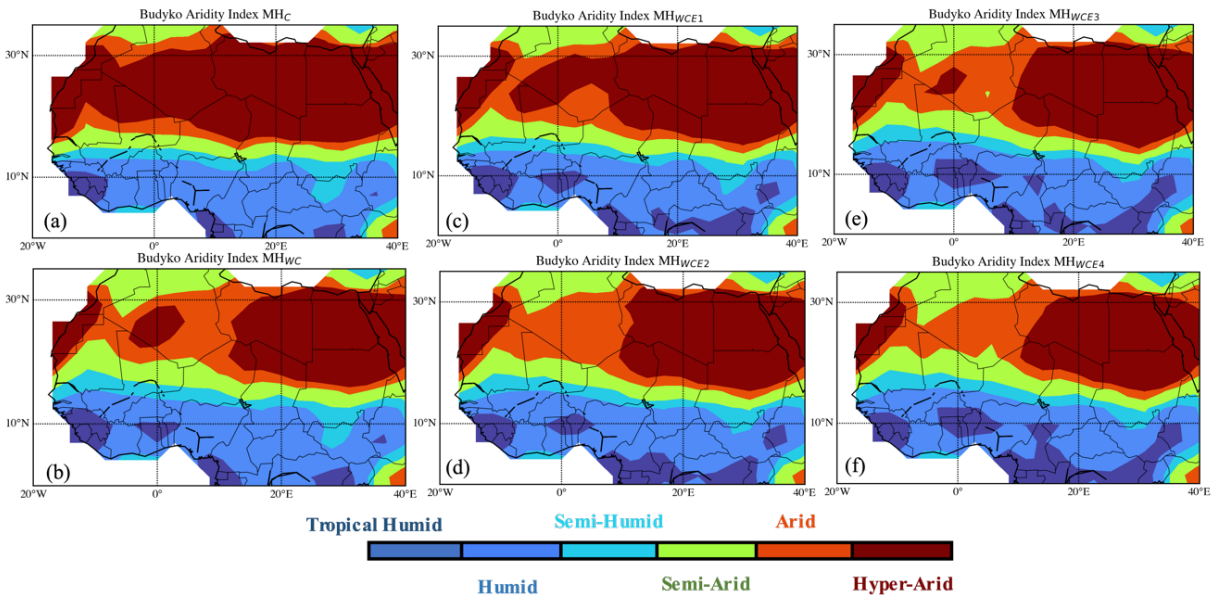 Budyko Aridity Index MH_C
30°N
10°N
(a)
20°W 0° 20°E 40°E
Budyko Aridity Index MH_WCE1
(c)
20°W 0° 20°E 40°E
Budyko Aridity Index MH_WCE3
30°N
10°N
(e)
20°W 0° 20°E 40°E
Budyko Aridity Index MH_WC
30°N
10°N
(b)
20°W 0° 20°E 40°E
Budyko Aridity Index MH_WCE2
30°N
10°N
(d)
20°W 0° 20°E 40°E
Budyko Aridity Index MH_WCE4
30°N
10°N
(f)
20°W 0° 20°E 40°E
Tropical Humid Semi-Humid Arid
Humid Semi-Arid Hyper-Arid